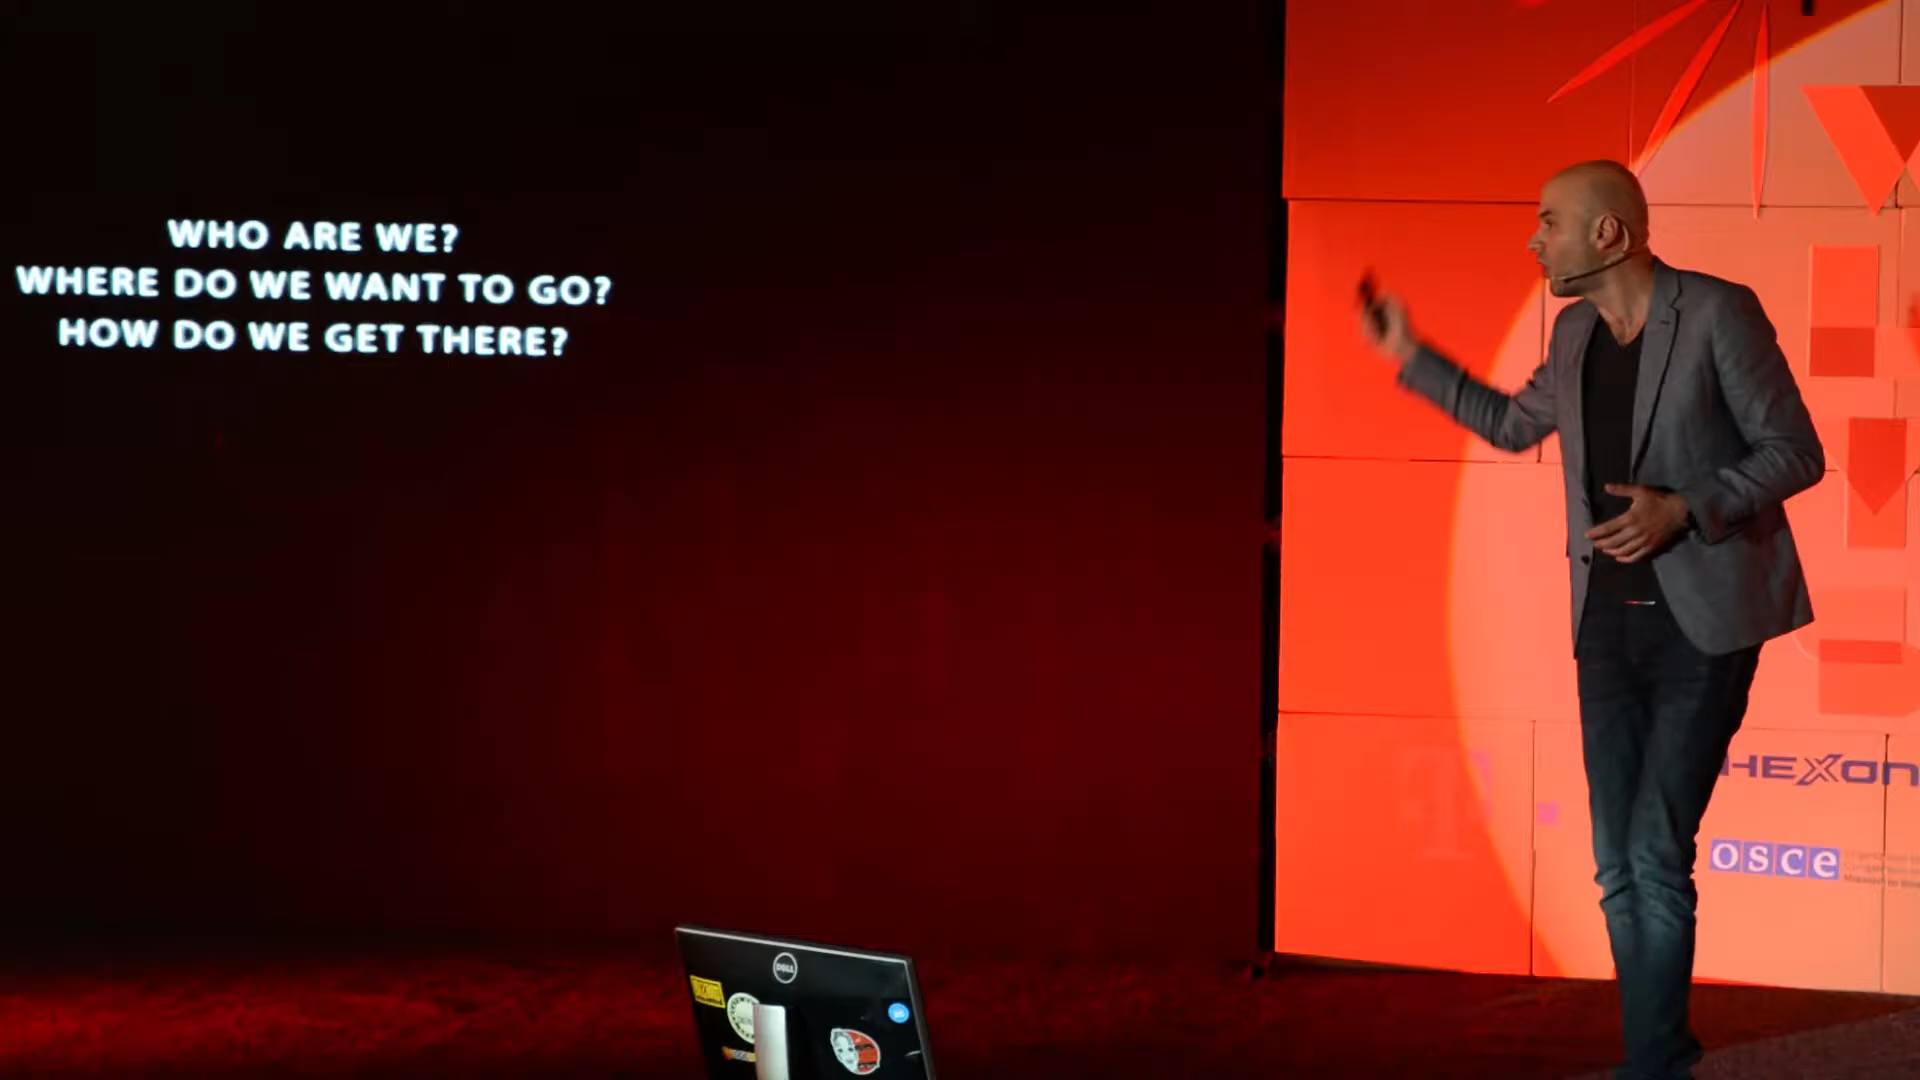 WHO ARE WE?
WHERE DO WE WANT TO GO?
HOW DO WE GET THERE?
HEXON
osce
DELL